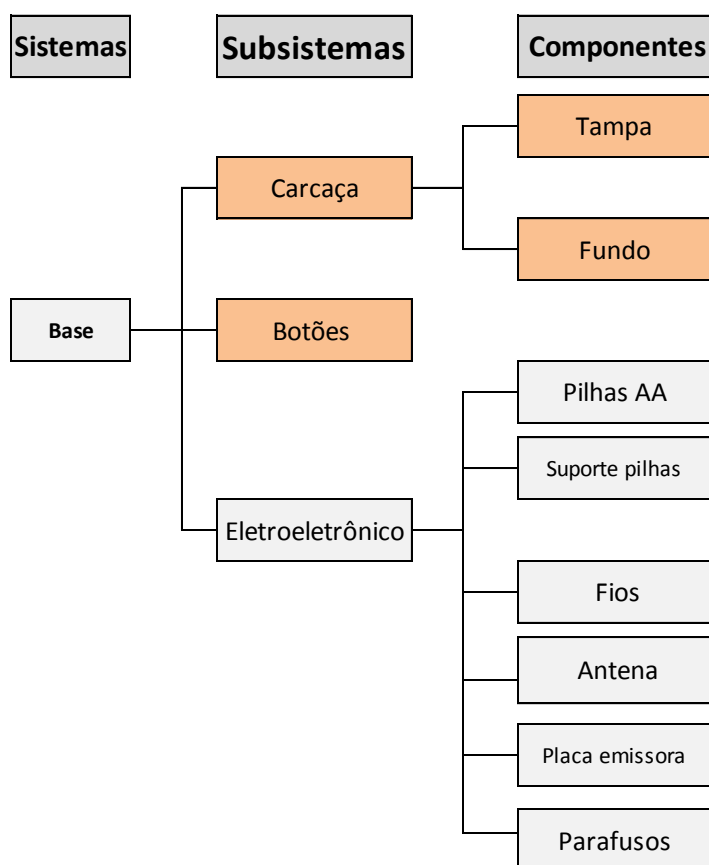 Sistemas
Subsistemas
Componentes
Tampa
Carcaça
Fundo
Base
Botões
Pilhas AA
Suporte pilhas
Eletroeletrônico
Fios
Antena
Placa emissora
Parafusos